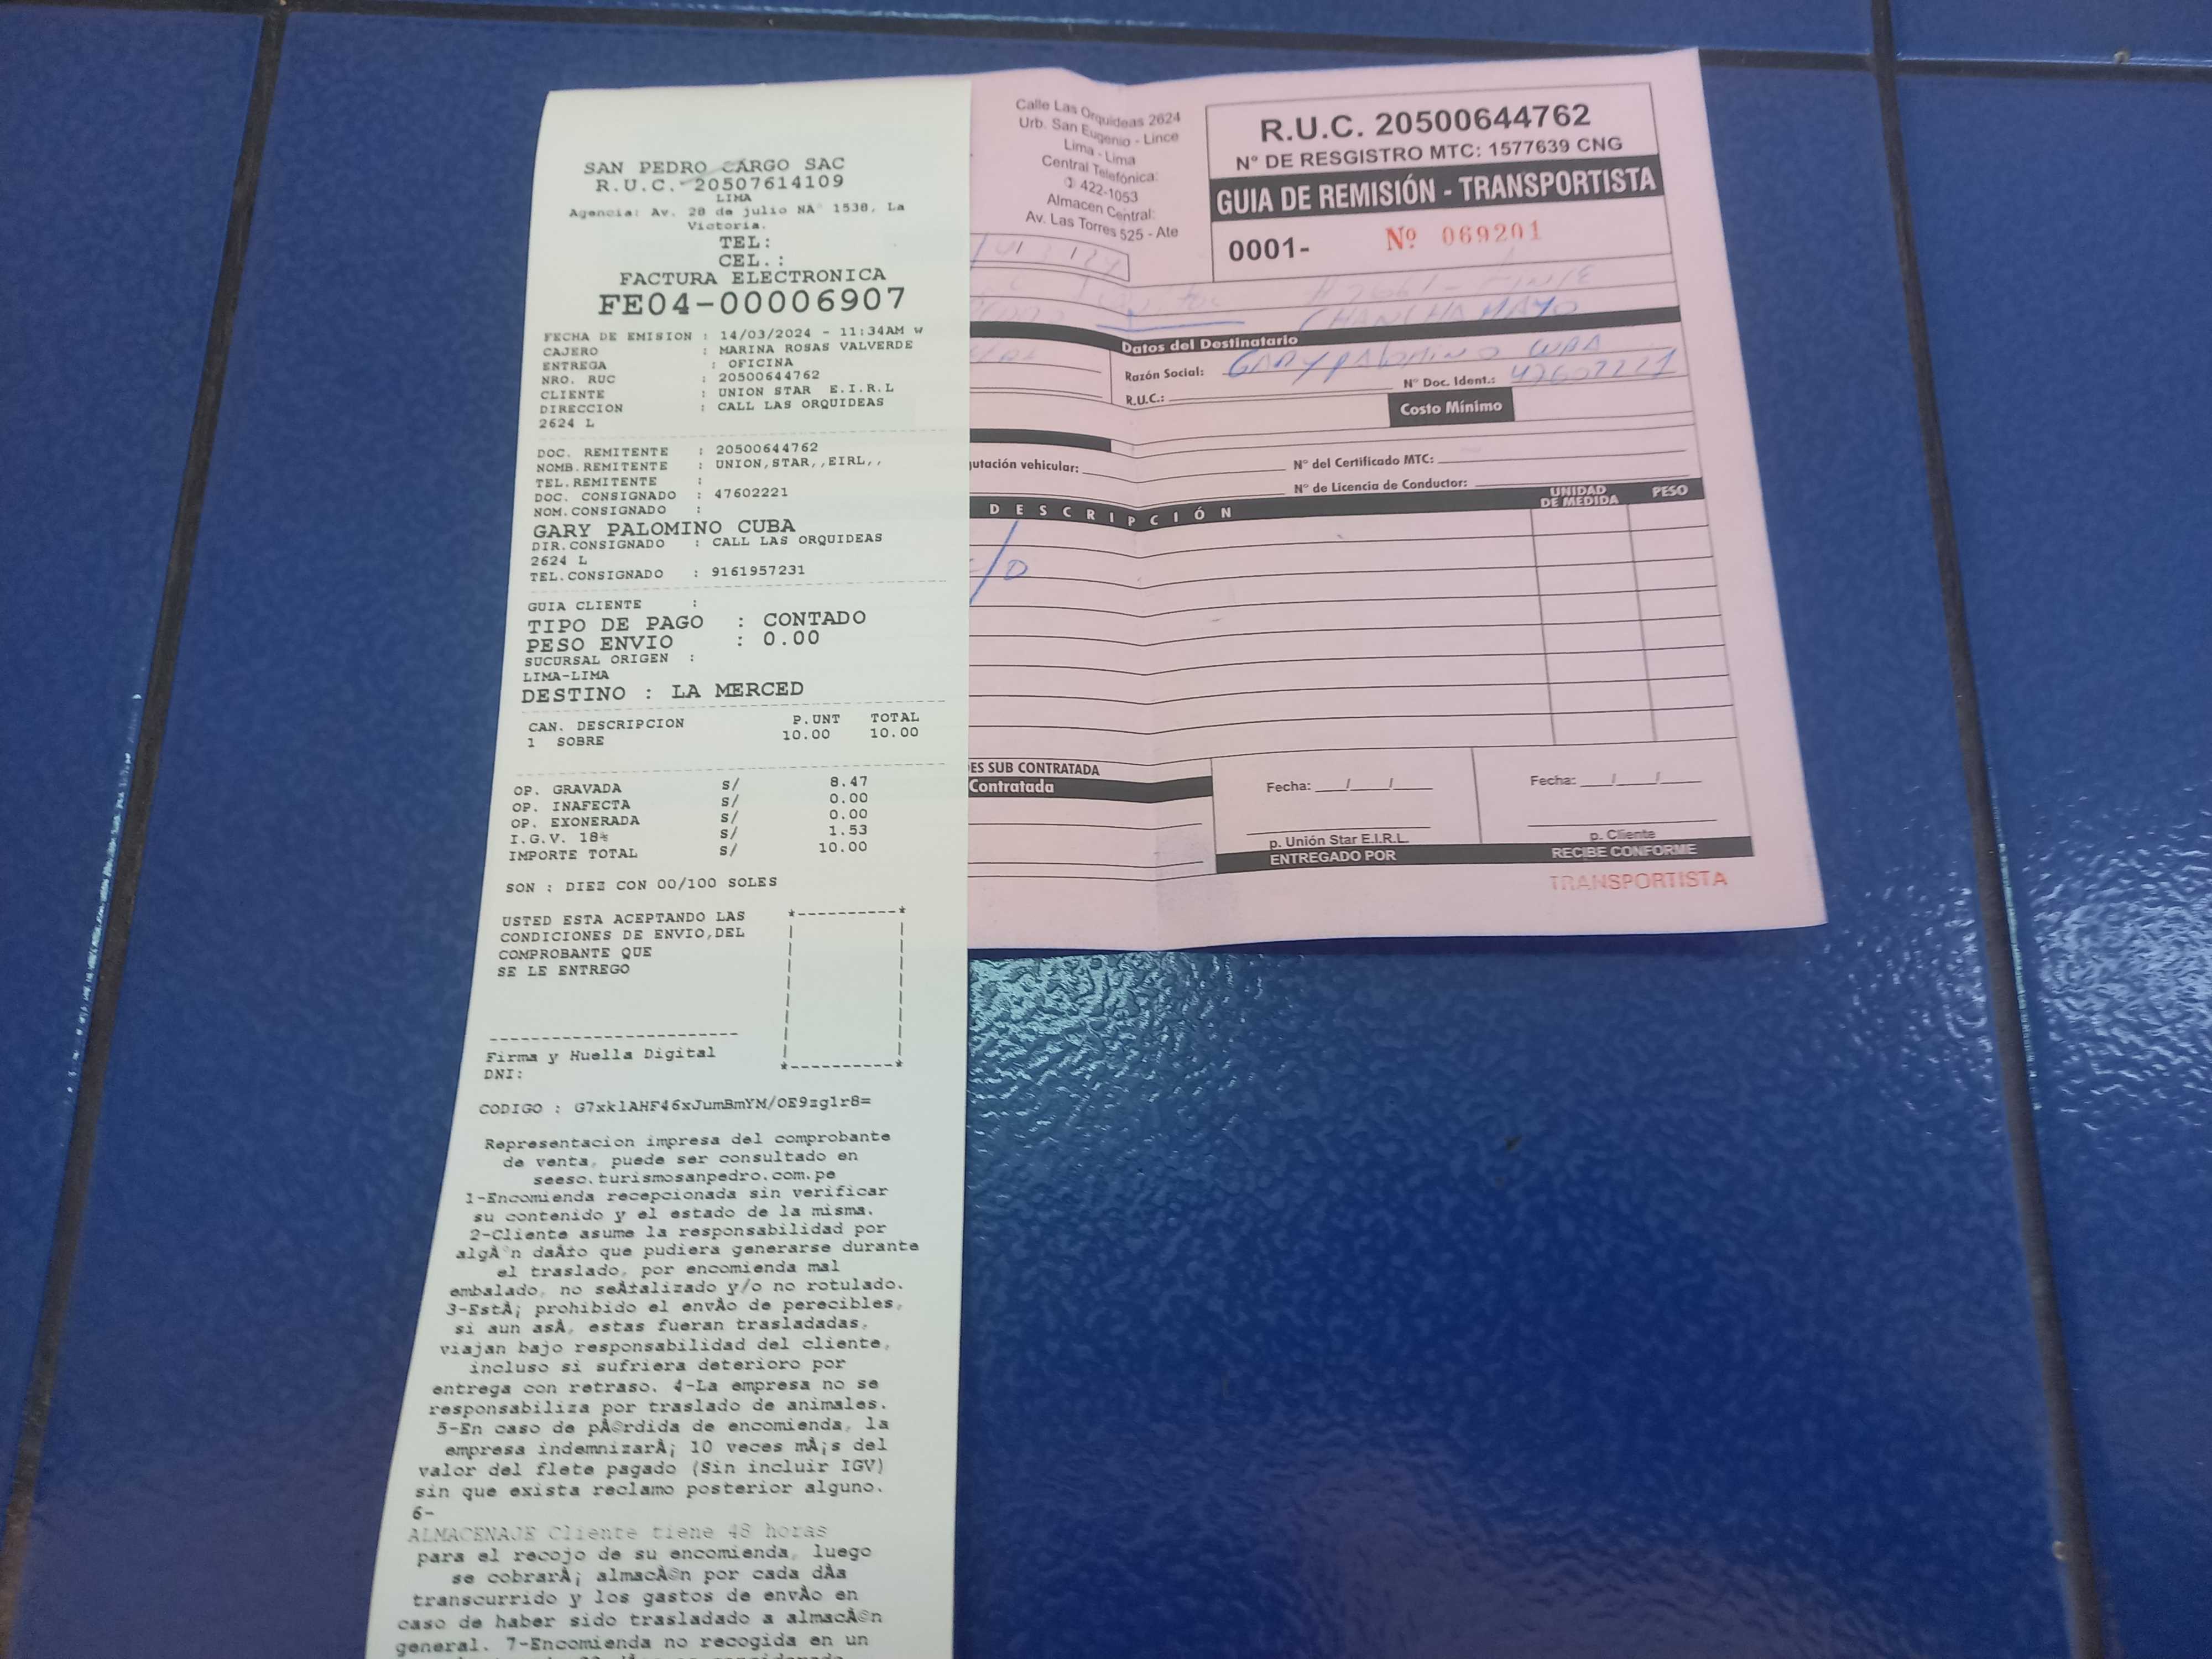 SAN PEDRO CARGO SAC
R.U.C. 20507614109
LIMA
Agencia: Av. 28 de julio NÂ° 1538, La
Victoria.
TEL:
CEL.:
FACTURA ELECTRONICA
FE04-00006907
FECHA DE EMISION : 14/03/2024 - 11:34AM w
CAJERO : MARINA ROSAS VALVERDE
ENTREGA : OFICINA
NRO. RUC : 20500644762
CLIENTE : UNION STAR E.I.R.L
DIRECCION : CALL LAS ORQUIDEAS
2624 L
DOC. REMITENTE : 20500644762
NOMB.REMITENTE : UNION,STAR,,EIRL,,
TEL.REMITENTE :
DOC. CONSIGNADO : 47602221
NOM.CONSIGNADO :
GARY PALOMINO CUBA
DIR.CONSIGNADO : CALL LAS ORQUIDEAS
2624 L
TEL.CONSIGNADO : 9161957231
GUIA CLIENTE :
TIPO DE PAGO : CONTADO
PESO ENVIO : 0.00
SUCURSAL ORIGEN :
LIMA-LIMA
DESTINO : LA MERCED
CAN. DESCRIPCION P.UNT TOTAL
1 SOBRE 10.00 10.00
OP. GRAVADA S/ 8.47
OP. INAFECTA S/ 0.00
OP. EXONERADA S/ 0.00
I.G.V. 18% S/ 1.53
IMPORTE TOTAL S/ 10.00
SON : DIEZ CON 00/100 SOLES
USTED ESTA ACEPTANDO LAS
CONDICIONES DE ENVIO,DEL
COMPROBANTE QUE
SE LE ENTREGO
Firma y Huella Digital
DNI:
CODIGO : G7xklAHF46xJumBmYM/OE9zg1r8=
Representacion impresa del comprobante
de venta, puede ser consultado en
seeso.turismosanpedro.com.pe
1-Encomienda recepcionada sin verificar
su contenido y el estado de la misma.
2-Cliente asume la responsabilidad por
algÃºn daÃ±o que pudiera generarse durante
el traslado, por encomienda mal
embalado, no seÃ±alizado y/o no rotulado.
3-EstÃ¡ prohibido el envÃ­o de perecibles,
si aun asÃ­, estas fueran trasladadas,
viajan bajo responsabilidad del cliente,
incluso si sufriera deterioro por
entrega con retraso. 4-La empresa no se
responsabiliza por traslado de animales.
5-En caso de pÃ©rdida de encomienda, la
empresa indemnizarÃ¡ 10 veces mÃ¡s del
valor del flete pagado (Sin incluir IGV)
sin que exista reclamo posterior alguno.
6-
ALMACENAJE Cliente tiene 48 horas
para el recojo de su encomienda, luego
se cobrarÃ¡ almacÃ©n por cada dÃ­a
transcurrido y los gastos de envÃ­o en
caso de haber sido trasladado a almacÃ©n
general. 7-Encomienda no recogida en un
Calle Las Orquideas 2624
Urb. San Eugenio - Lince
Lima - Lima
Central Telefónica:
422-1053
Almacen Central:
Av. Las Torres 525 - Ate
R.U.C. 20500644762
N° DE RESGISTRO MTC: 1577639 CNG
GUIA DE REMISIÓN - TRANSPORTISTA
0001- Nº 069201
CHANCHAMAYO
Datos del Destinatario
Razón Social: GARY PALOMINO CUBA
N° Doc. Ident.: 47602221
R.U.C.:
Costo Mínimo
utación vehicular:
N° del Certificado MTC:
N° de Licencia de Conductor:
DESCRIPCIÓN UNIDAD DE MEDIDA PESO
ES SUB CONTRATADA
Contratada
Fecha: / /
p. Unión Star E.I.R.L.
ENTREGADO POR
Fecha: / /
p. Cliente
RECIBE CONFORME
TRANSPORTISTA